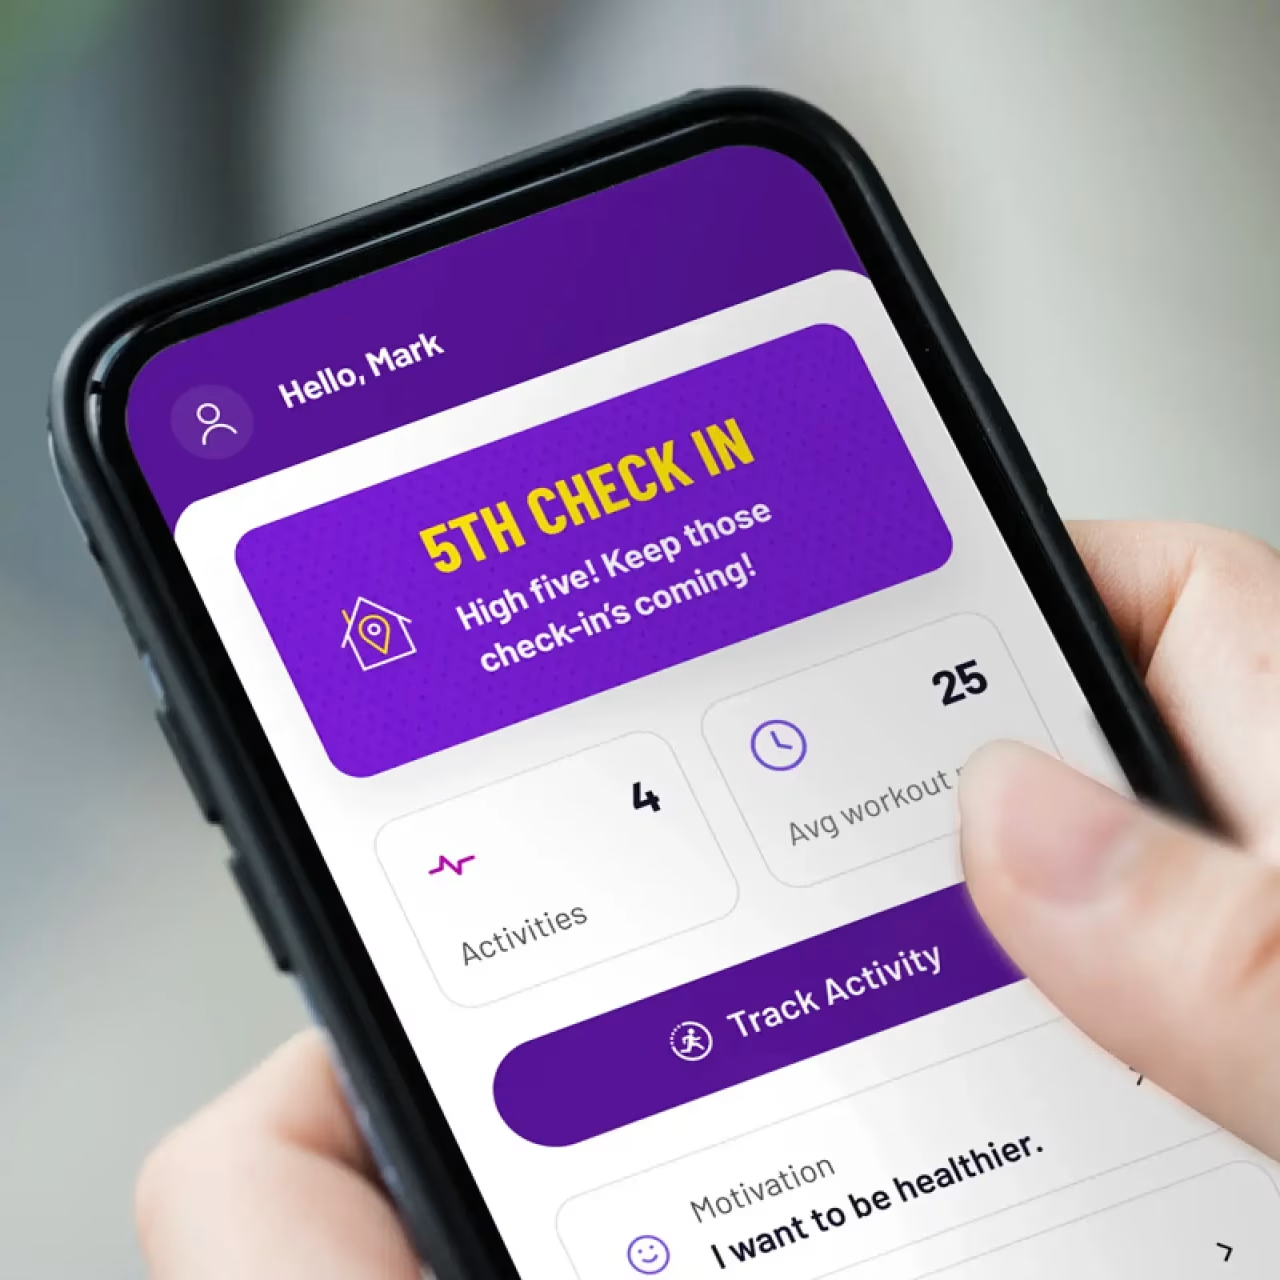 Hello, Mark
5TH CHECK IN
High five! Keep those
check-in's coming!
4
Activities
25
Avg workout
Track Activity
Motivation
I want to be healthier.